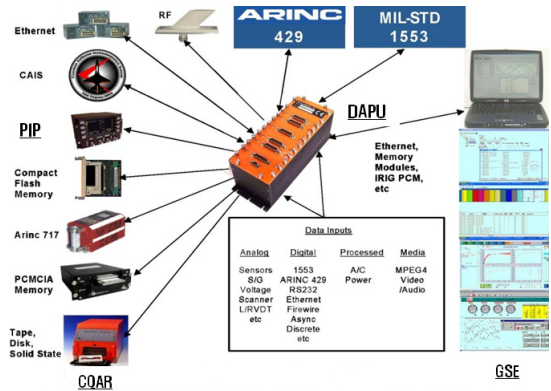 Ethernet
RF
ARINC
429
MIL-STD
1553
CAIS
DAPU
PIP
Ethernet,
Memory
Modules,
IRIG PCM,
etc
Compact
Flash
Memory
Arinc 717
PCMCIA
Memory
Tape,
Disk,
Solid State
CQAR
Data Inputs
Analog Digital Processed Media
Sensors 1553 A/C MPEG4
S/G ARINC 429 Power Video
Voltage RS232 /Audio
Scanner Ethernet
L/RVDT Firewire
etc Async
Discrete
etc
GSE